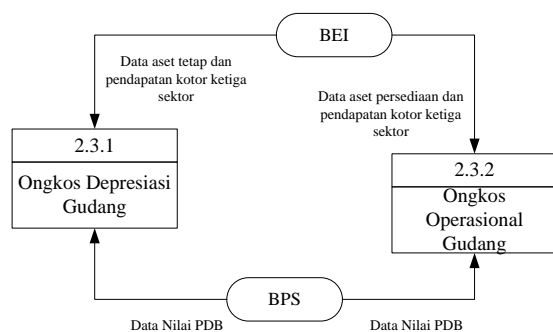 BEI
Data aset tetap dan
pendapatan kotor ketiga
sektor
Data aset persediaan dan
pendapatan kotor ketiga
sektor
2.3.1
Ongkos Depresiasi
Gudang
2.3.2
Ongkos
Operasional
Gudang
BPS
Data Nilai PDB
Data Nilai PDB